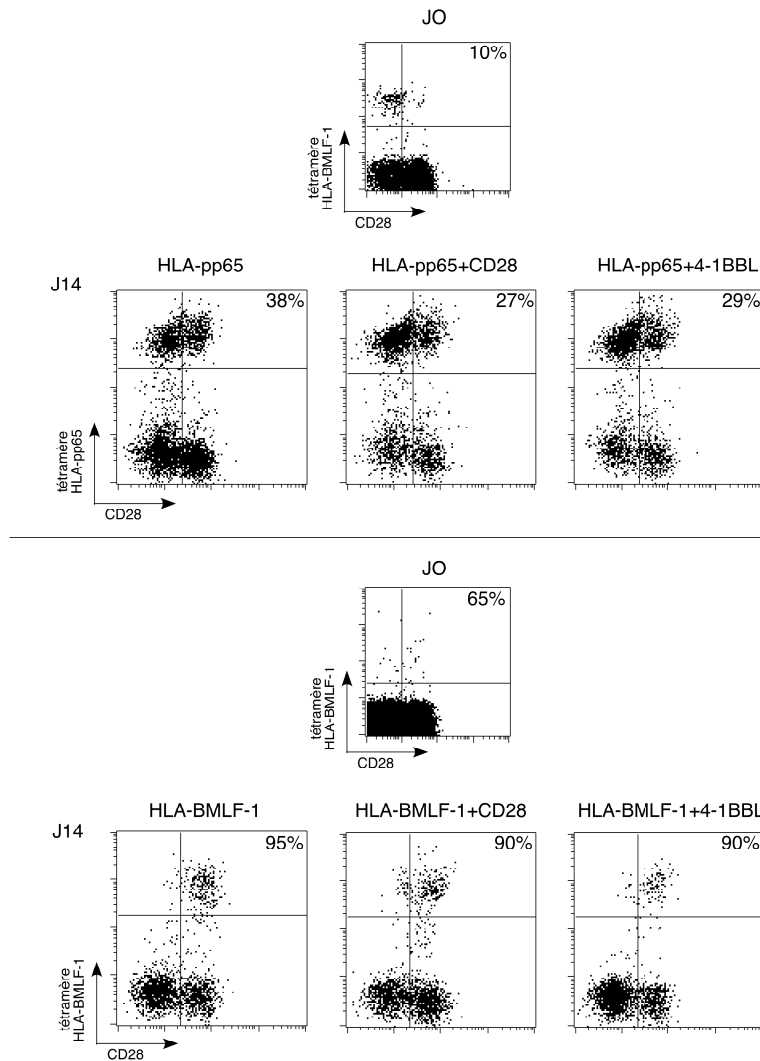 JO
10%
tétramère
HLA-BMLF-1
CD28
HLA-pp65
HLA-pp65+CD28
HLA-pp65+4-1BBL
J14
38%
27%
29%
tétramère
HLA-pp65
CD28
JO
65%
tétramère
HLA-BMLF-1
CD28
HLA-BMLF-1
HLA-BMLF-1+CD28
HLA-BMLF-1+4-1BBL
J14
95%
90%
90%
tétramère
HLA-BMLF-1
CD28